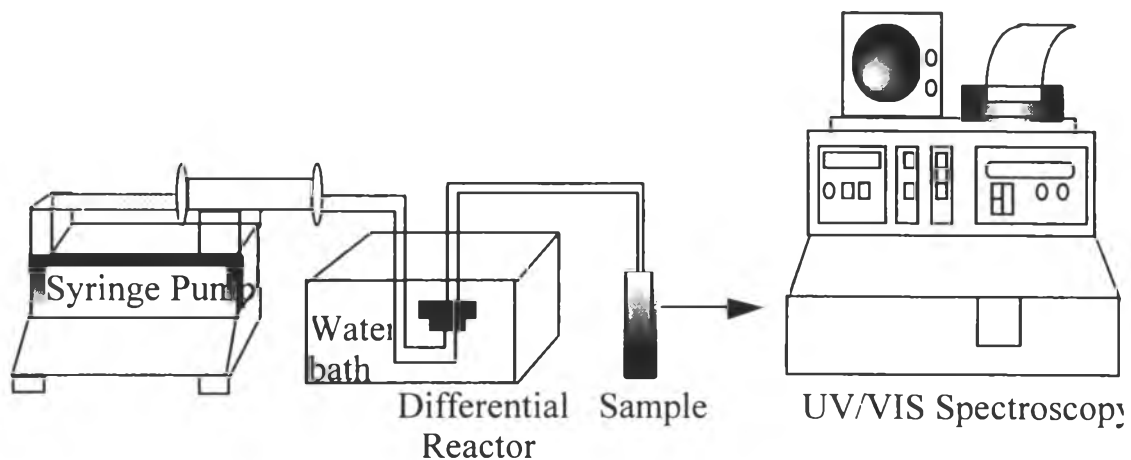 Syringe Pump
Water
bath
Differential
Reactor
Sample
UV/VIS Spectroscopy